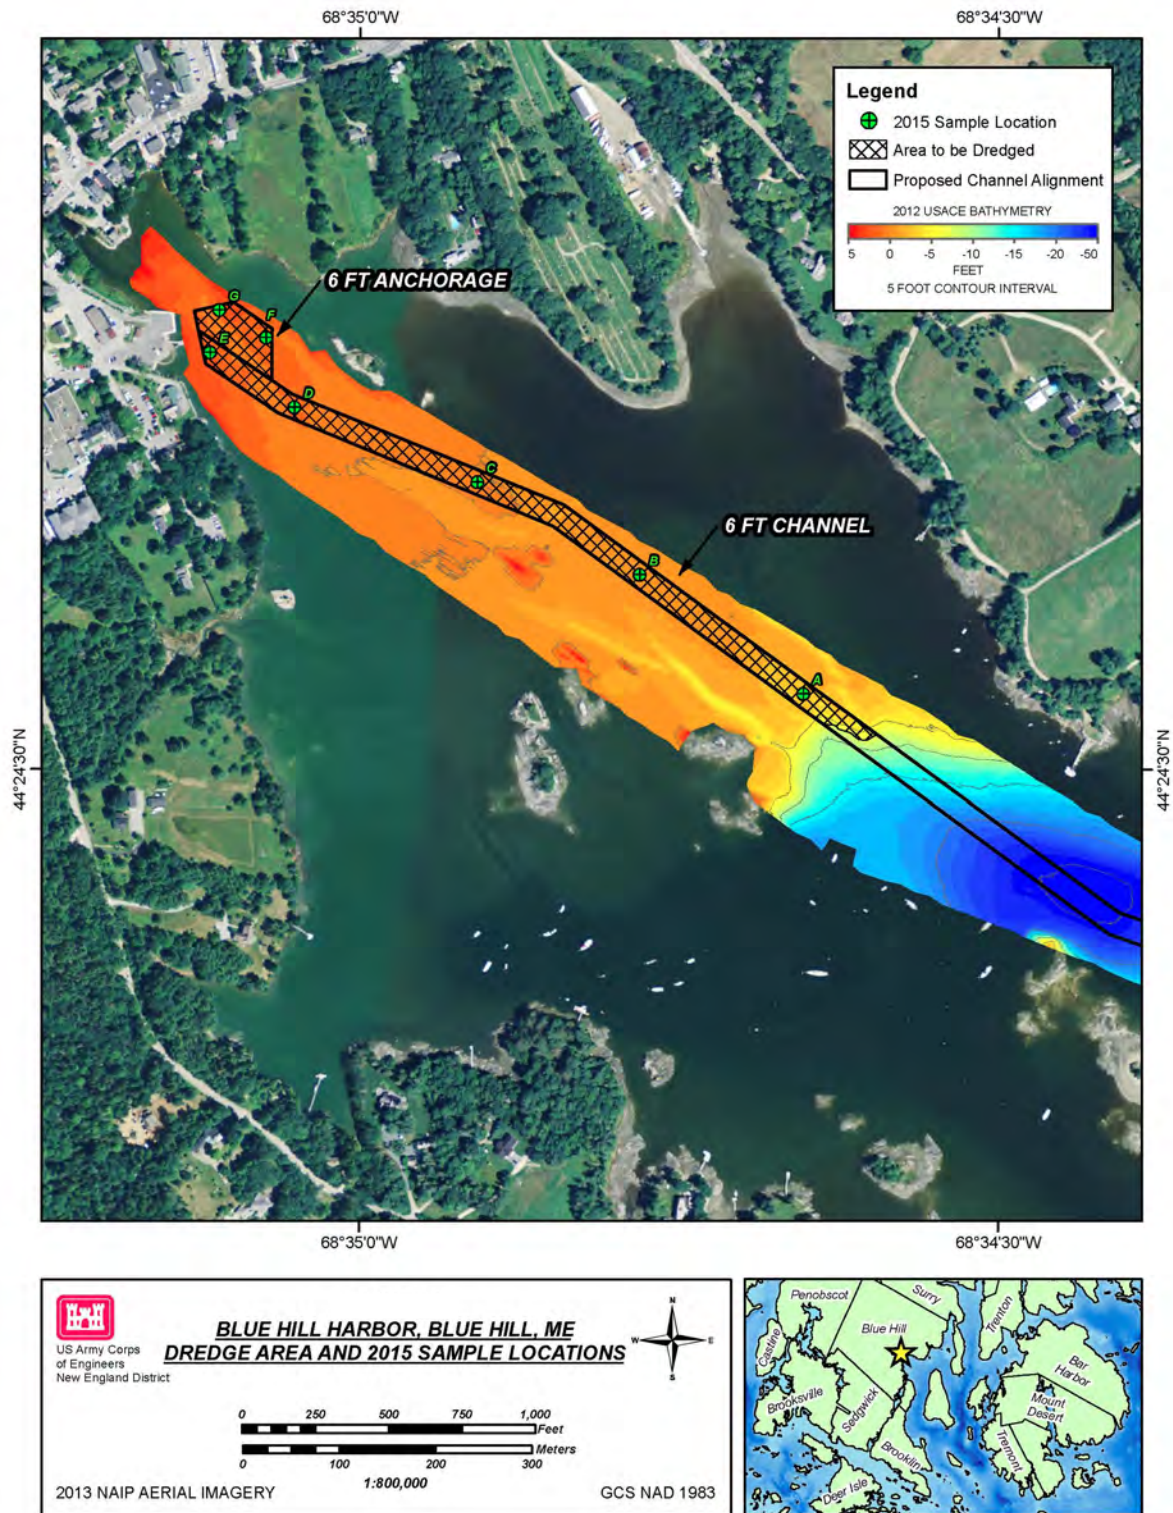 68°35'0"W
68°34'30"W
Legend
2015 Sample Location
Area to be Dredged
Proposed Channel Alignment
2012 USACE BATHYMETRY
5 0 -5 -10 -15 -20 -50
FEET
5 FOOT CONTOUR INTERVAL
6 FT ANCHORAGE
G
F
E
D
C
6 FT CHANNEL
B
A
44°24'30"N
44°24'30"N
68°35'0"W
68°34'30"W
US Army Corps
of Engineers
New England District
BLUE HILL HARBOR, BLUE HILL, ME
DREDGE AREA AND 2015 SAMPLE LOCATIONS
N
W
E
S
0 250 500 750 1,000
Feet
Meters
0 100 200 300
1:800,000
2013 NAIP AERIAL IMAGERY
GCS NAD 1983
Penobscot
Surry
Trenton
Castine
Blue Hill
Bar
Harbor
Brooksville
Sedgwick
Mount
Desert
Tremont
Brooklin
Deer Isle